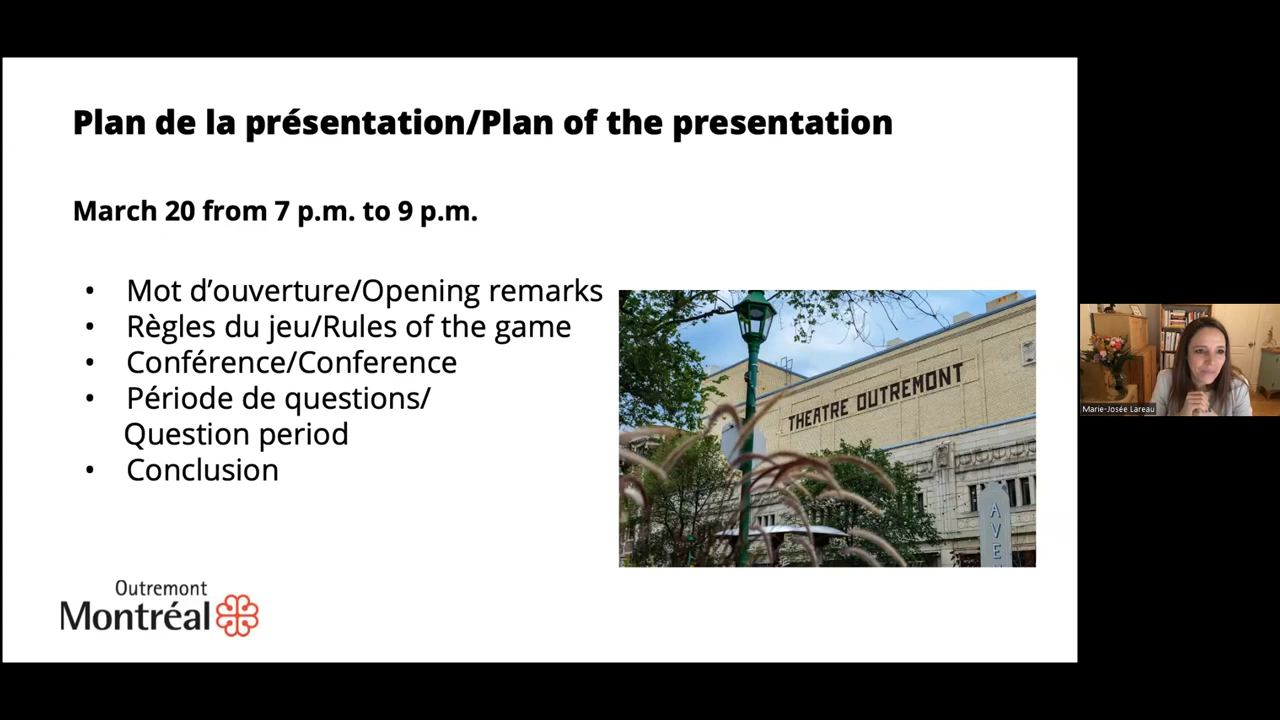 Plan de la présentation/Plan of the presentation
March 20 from 7 p.m. to 9 p.m.
• Mot d’ouverture/Opening remarks
• Règles du jeu/Rules of the game
• Conférence/Conference
• Période de questions/
Question period
• Conclusion
THEATRE OUTREMONT
AVE
Marie-Josée Lareau
Outremont
Montréal